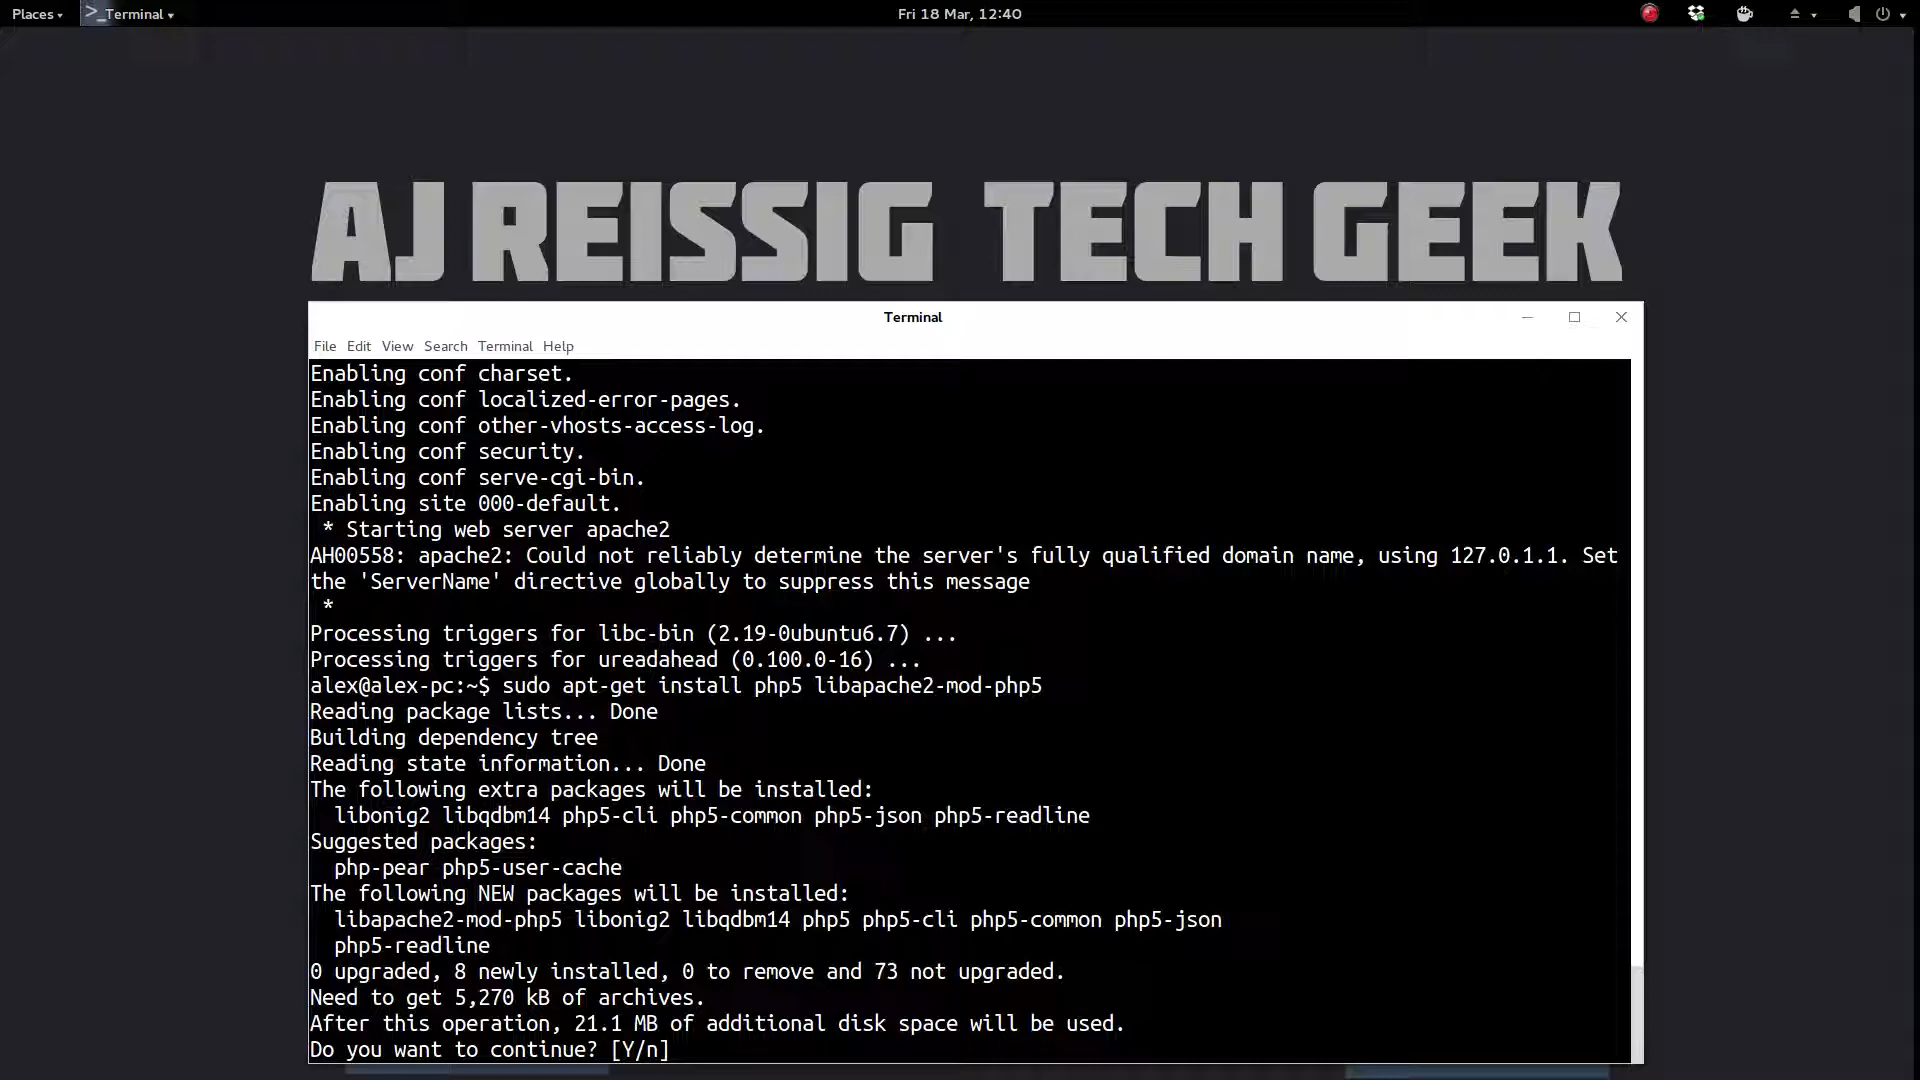 Places Terminal Fri 18 Mar, 12:40
AJ REISSIG TECH GEEK
Terminal
File Edit View Search Terminal Help
Enabling conf charset.
Enabling conf localized-error-pages.
Enabling conf other-vhosts-access-log.
Enabling conf security.
Enabling conf serve-cgi-bin.
Enabling site 000-default.
 * Starting web server apache2
AH00558: apache2: Could not reliably determine the server's fully qualified domain name, using 127.0.1.1. Set
the 'ServerName' directive globally to suppress this message
 *
Processing triggers for libc-bin (2.19-0ubuntu6.7) ...
Processing triggers for ureadahead (0.100.0-16) ...
alex@alex-pc:~$ sudo apt-get install php5 libapache2-mod-php5
Reading package lists... Done
Building dependency tree
Reading state information... Done
The following extra packages will be installed:
  libonig2 libqdbm14 php5-cli php5-common php5-json php5-readline
Suggested packages:
  php-pear php5-user-cache
The following NEW packages will be installed:
  libapache2-mod-php5 libonig2 libqdbm14 php5 php5-cli php5-common php5-json
  php5-readline
0 upgraded, 8 newly installed, 0 to remove and 73 not upgraded.
Need to get 5,270 kB of archives.
After this operation, 21.1 MB of additional disk space will be used.
Do you want to continue? [Y/n]